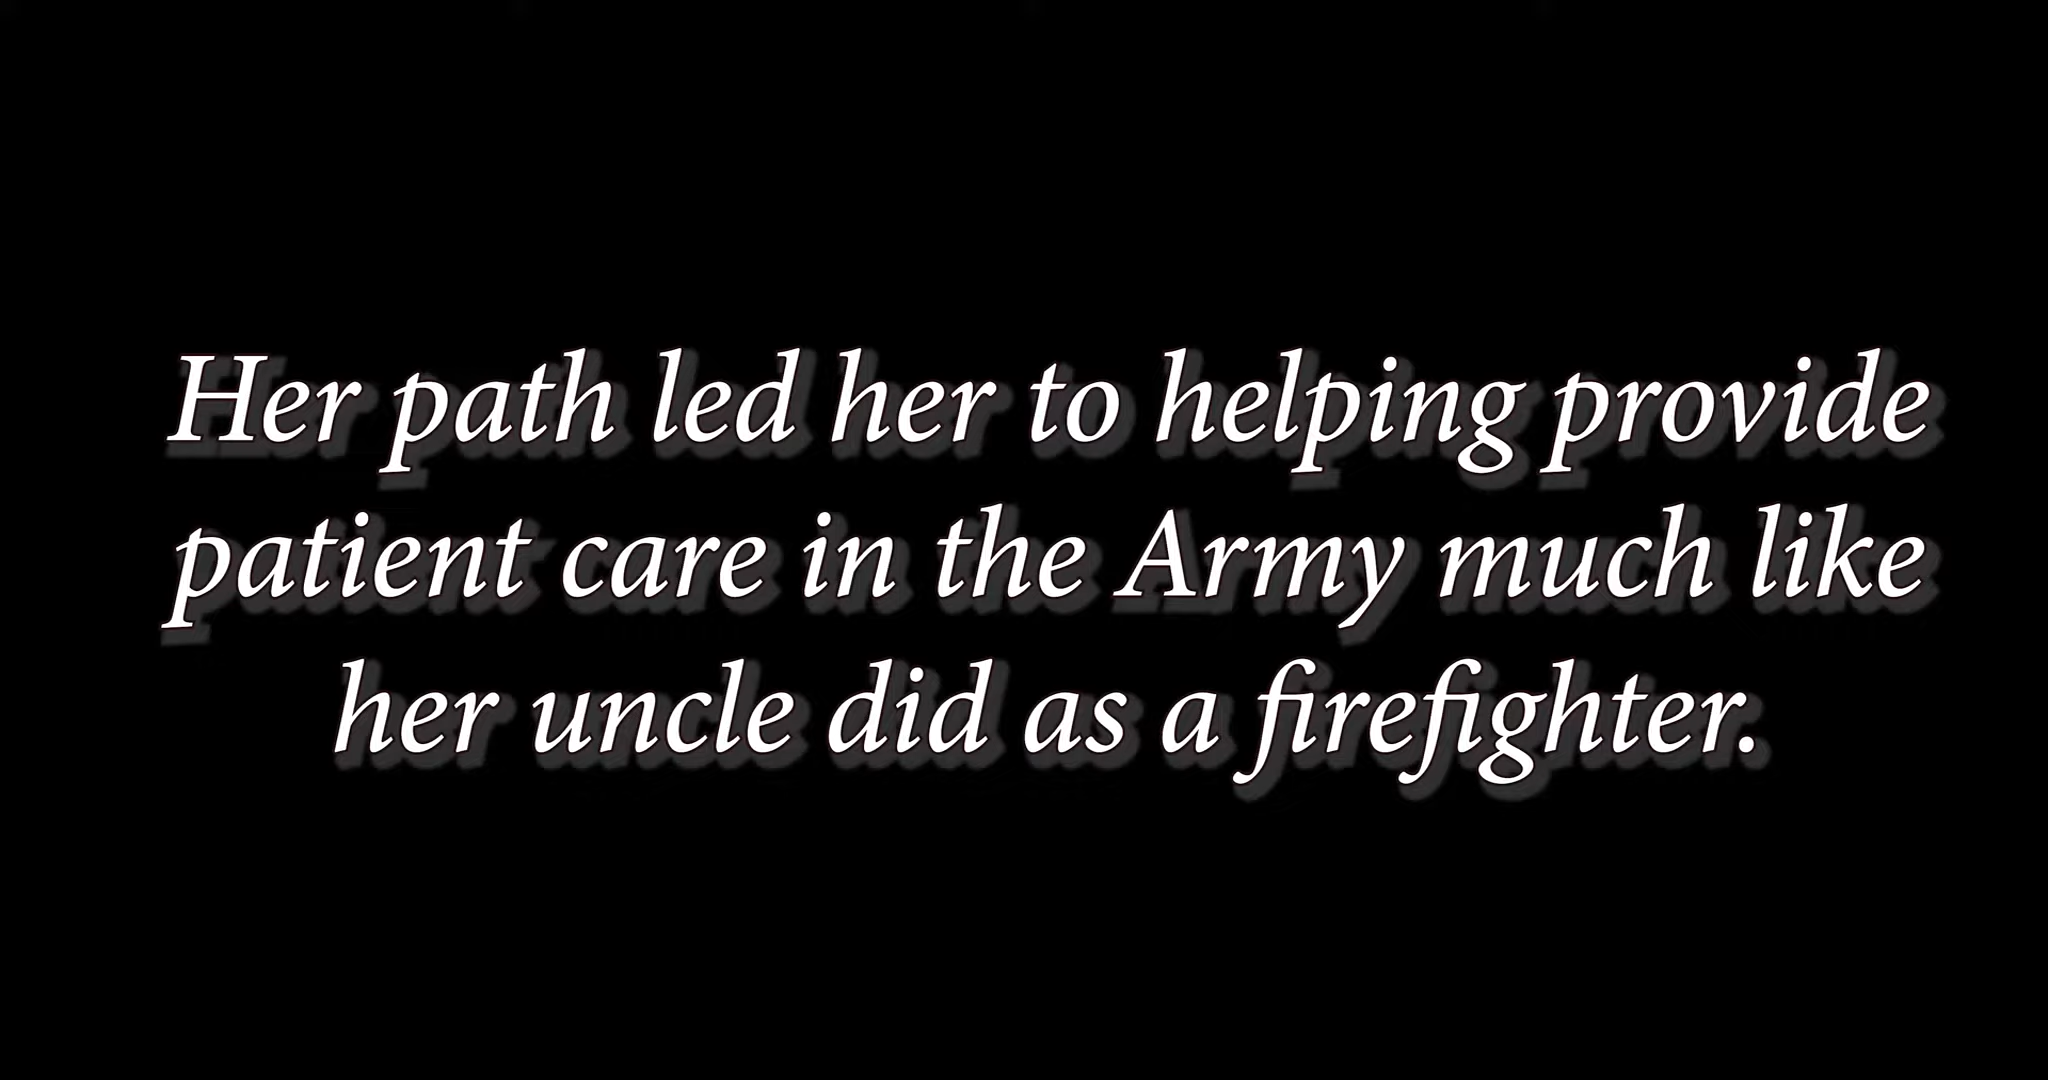 Her path led her to helping provide
patient care in the Army much like
her uncle did as a firefighter.